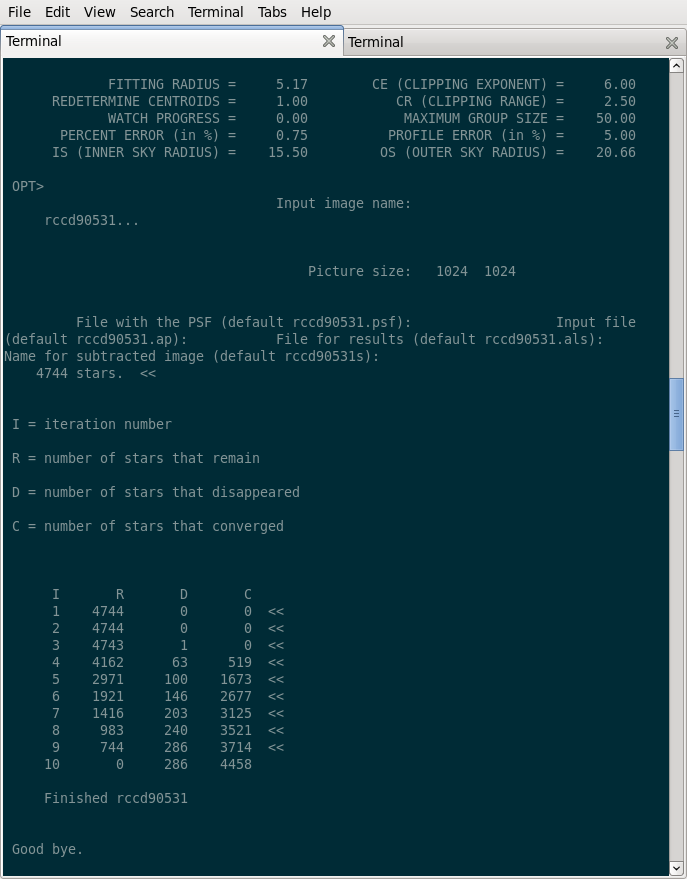 File Edit View Search Terminal Tabs Help
Terminal Terminal
FITTING RADIUS = 5.17 CE (CLIPPING EXPONENT) = 6.00
REDETERMINE CENTROIDS = 1.00 CR (CLIPPING RANGE) = 2.50
WATCH PROGRESS = 0.00 MAXIMUM GROUP SIZE = 50.00
PERCENT ERROR (in %) = 0.75 PROFILE ERROR (in %) = 5.00
IS (INNER SKY RADIUS) = 15.50 OS (OUTER SKY RADIUS) = 20.66
OPT>
Input image name:
rccd90531...
Picture size: 1024 1024
File with the PSF (default rccd90531.psf): Input file
(default rccd90531.ap): File for results (default rccd90531.als):
Name for subtracted image (default rccd90531s):
4744 stars. <<
I = iteration number
R = number of stars that remain
D = number of stars that disappeared
C = number of stars that converged
I R D C
1 4744 0 0 <<
2 4744 0 0 <<
3 4743 1 0 <<
4 4162 63 519 <<
5 2971 100 1673 <<
6 1921 146 2677 <<
7 1416 203 3125 <<
8 983 240 3521 <<
9 744 286 3714 <<
10 0 286 4458
Finished rccd90531
Good bye.